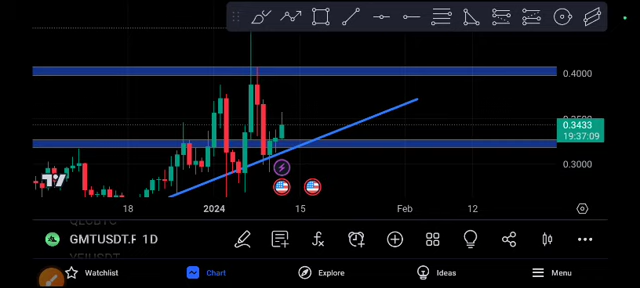 0.4000
0.3433
19:37:09
0.3000
18
2024
15
Feb
12
GMTUSDT.F 1D
Watchlist
Chart
Explore
Ideas
Menu